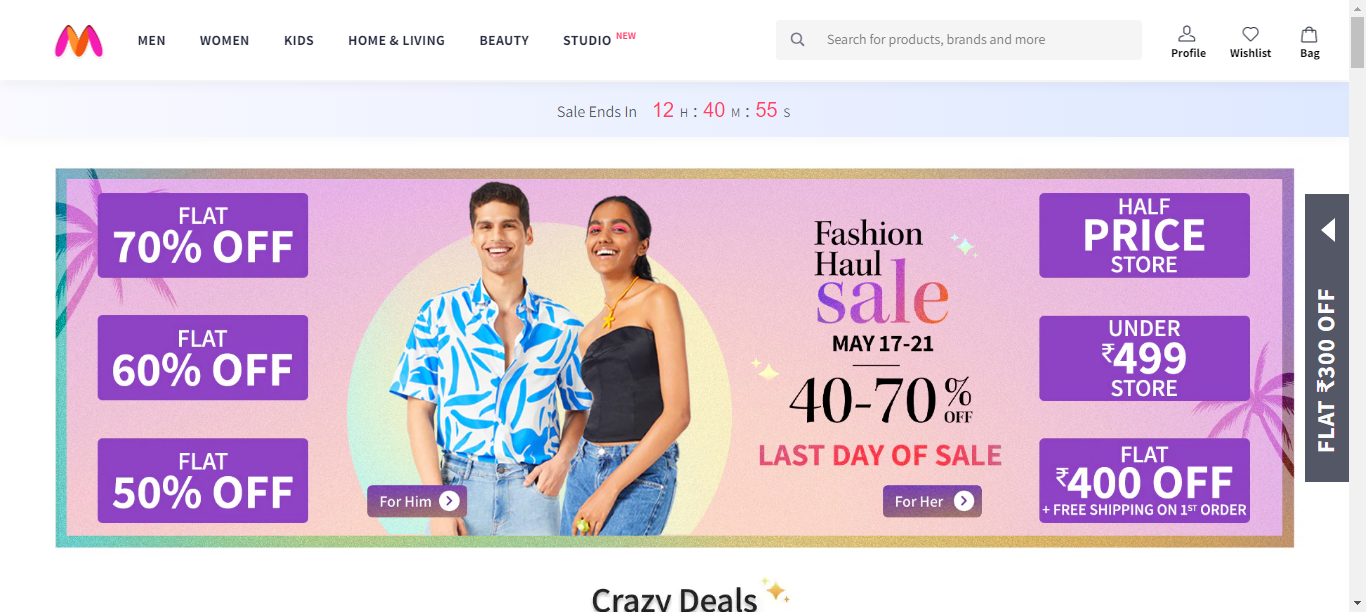 MEN WOMEN KIDS HOME & LIVING BEAUTY STUDIO NEW
Search for products, brands and more
Profile Wishlist Bag
Sale Ends In 12 H : 40 M : 55 S
FLAT
70% OFF
FLAT
60% OFF
FLAT
50% OFF
For Him
Fashion
Haul
sale
MAY 17-21
40-70% OFF
LAST DAY OF SALE
For Her
HALF
PRICE
STORE
UNDER
₹499
STORE
FLAT
₹400 OFF
+ FREE SHIPPING ON 1ST ORDER
FLAT ₹300 OFF
Crazy Deals